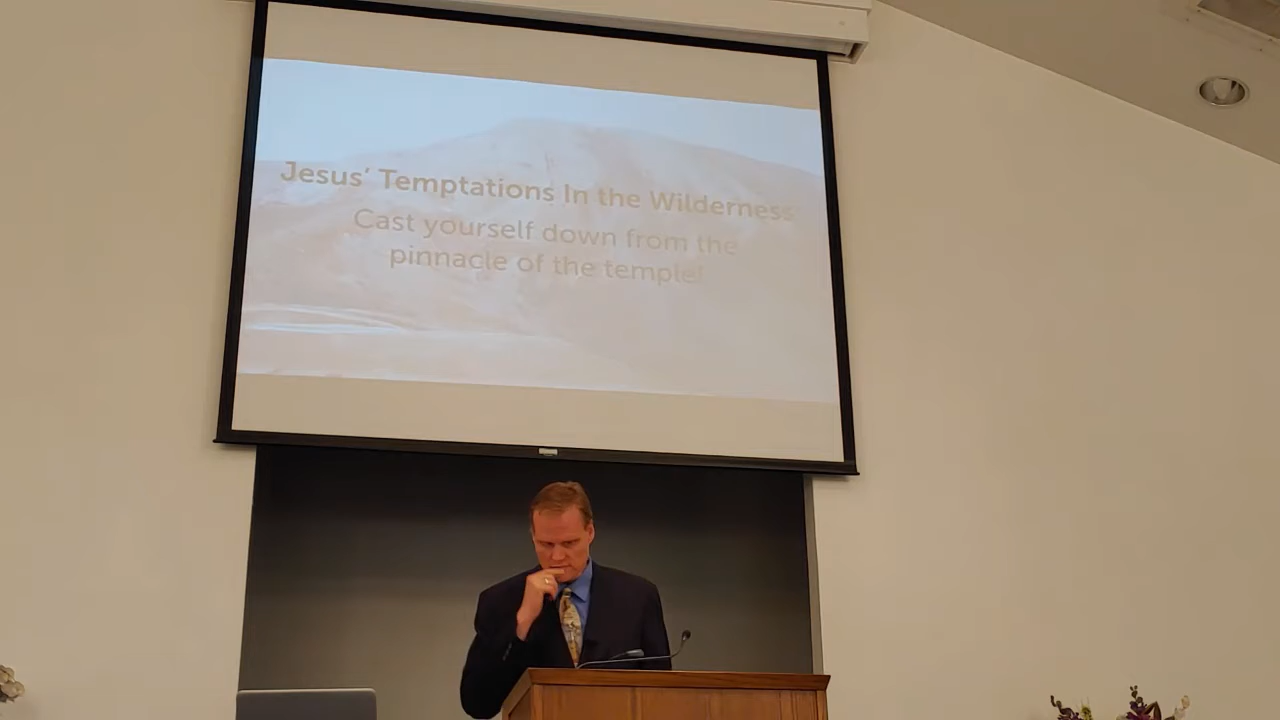 Jesus' Temptations In the Wilderness
Cast yourself down from the
pinnacle of the temple!